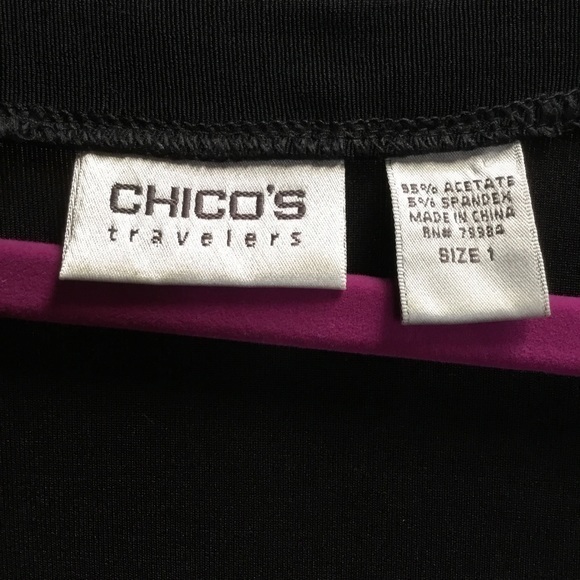 CHICO'S
travelers
95% ACETATE
5% SPANDEX
MADE IN CHINA
RN# 79984
SIZE 1